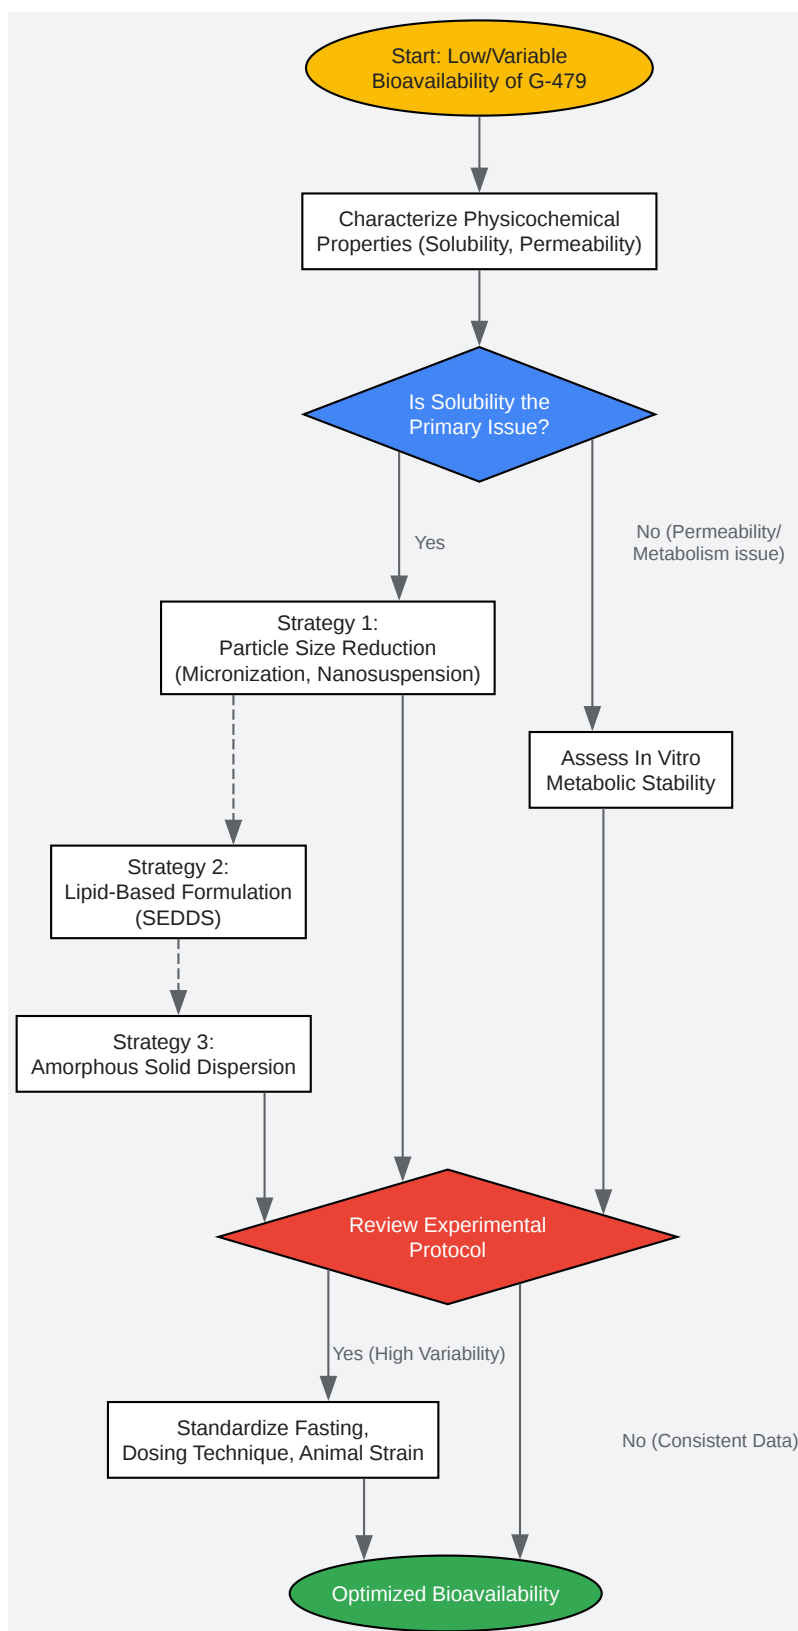 Start: Low/Variable
Bioavailability of G-479
Characterize Physicochemical
Properties (Solubility, Permeability)
Is Solubility the
Primary Issue?
Yes
No (Permeability/
Metabolism issue)
Strategy 1:
Particle Size Reduction
(Micronization, Nanosuspension)
Assess In Vitro
Metabolic Stability
Strategy 2:
Lipid-Based Formulation
(SEDDS)
Strategy 3:
Amorphous Solid Dispersion
Review Experimental
Protocol
Yes (High Variability)
No (Consistent Data)
Standardize Fasting,
Dosing Technique, Animal Strain
Optimized Bioavailability